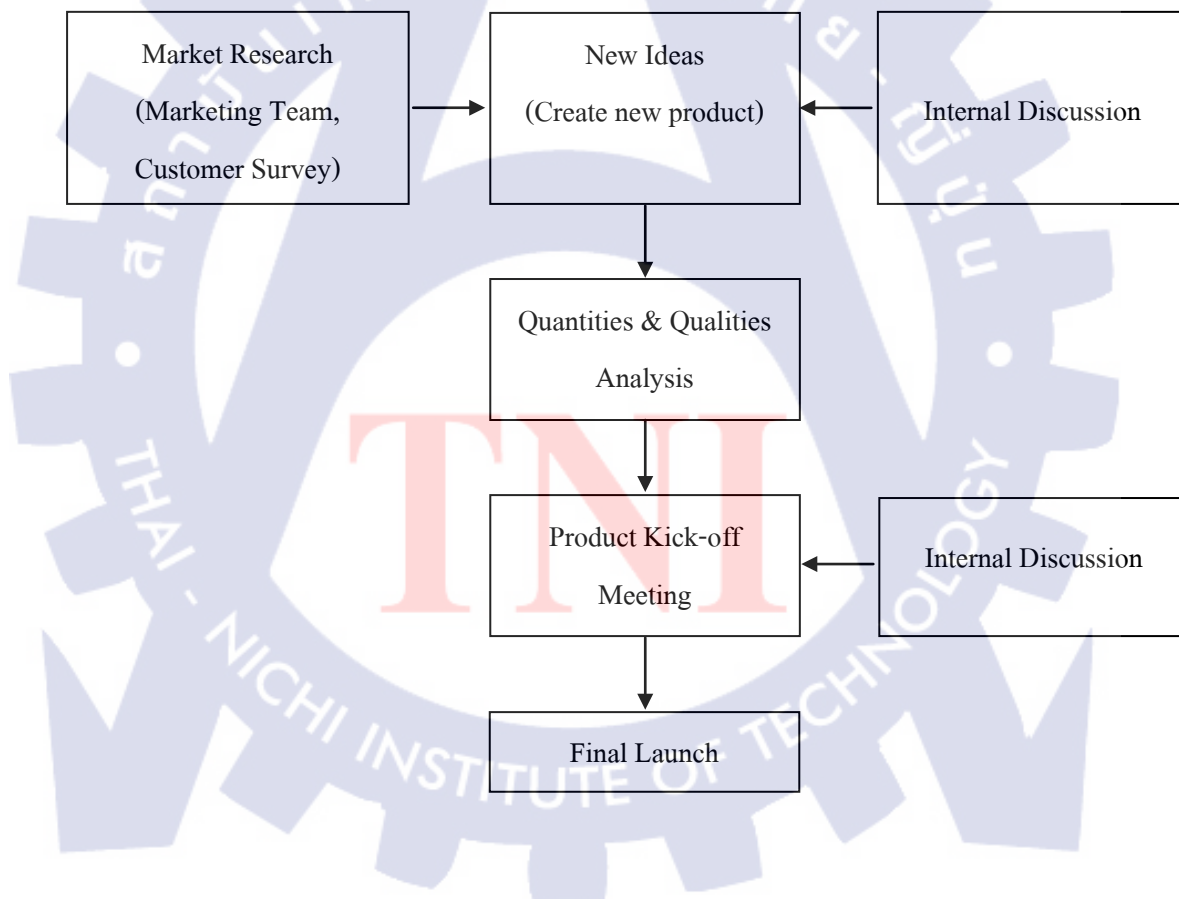 Market Research
(Marketing Team,
Customer Survey)
New Ideas
(Create new product)
Internal Discussion
Quantities & Qualities
Analysis
Product Kick-off
Meeting
Internal Discussion
Final Launch
TNI
THAI - NICHI INSTITUTE OF TECHNOLOGY